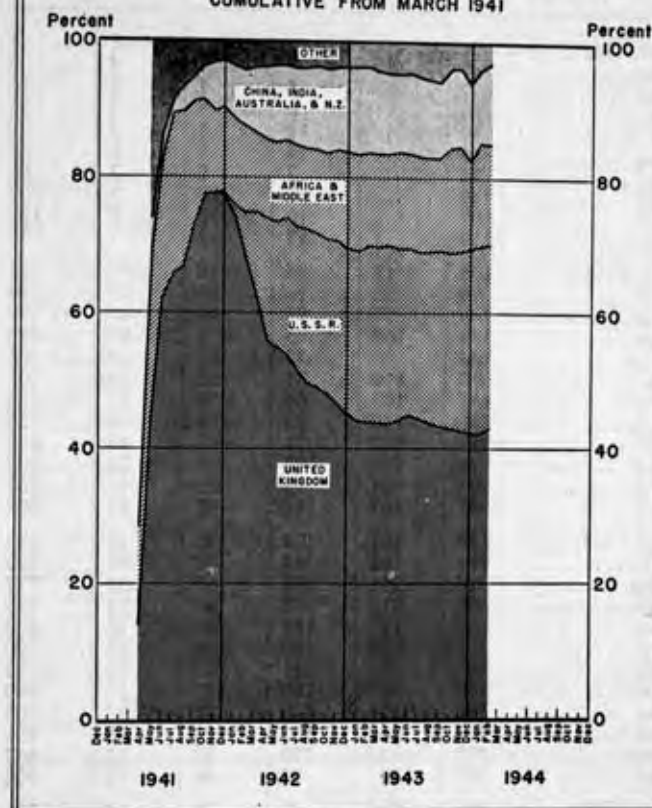 CUMULATIVE FROM MARCH 1941
Percent
Percent
100
100
OTHER
CHINA, INDIA,
AUSTRALIA, & N.Z.
80
80
AFRICA &
MIDDLE EAST
60
60
U.S.S.R.
40
40
UNITED
KINGDOM
20
20
0
0
1941
1942
1943
1944